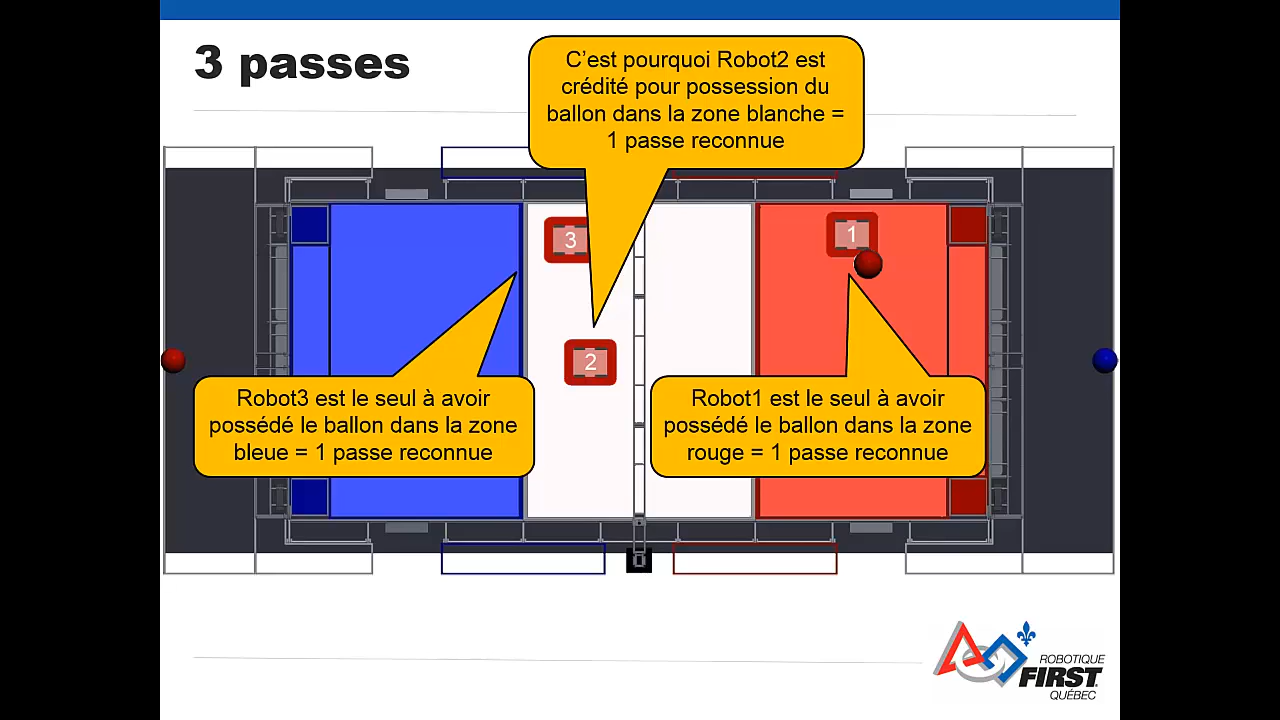 3 passes
C’est pourquoi Robot2 est
crédité pour possession du
ballon dans la zone blanche =
1 passe reconnue
3
1
2
Robot3 est le seul à avoir
possédé le ballon dans la zone
bleue = 1 passe reconnue
Robot1 est le seul à avoir
possédé le ballon dans la zone
rouge = 1 passe reconnue
ROBOTIQUE
FIRST
QUÉBEC